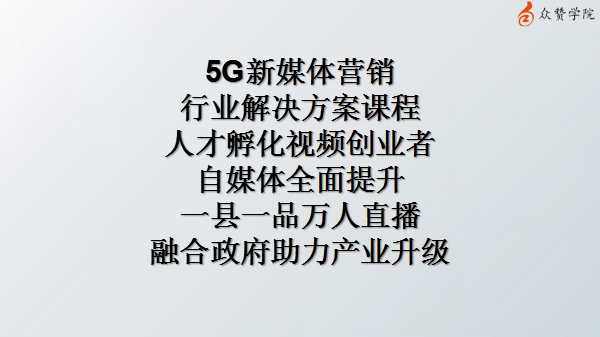 众赞学院
5G新媒体营销
行业解决方案课程
人才孵化视频创业者
自媒体全面提升
一县一品万人直播
融合政府助力产业升级